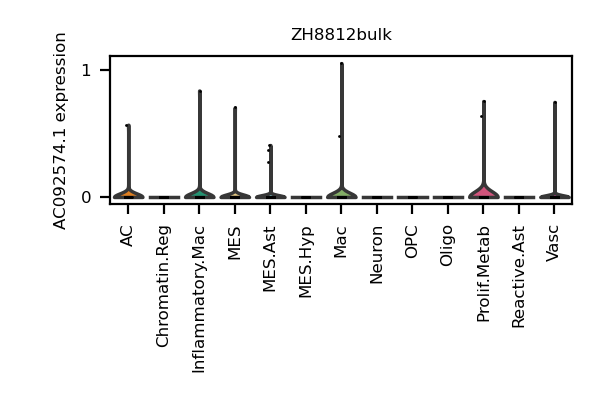 ZH8812bulk
AC092574.1 expression
1
0
AC
Chromatin.Reg
Inflammatory.Mac
MES
MES.Ast
MES.Hyp
Mac
Neuron
OPC
Oligo
Prolif.Metab
Reactive.Ast
Vasc